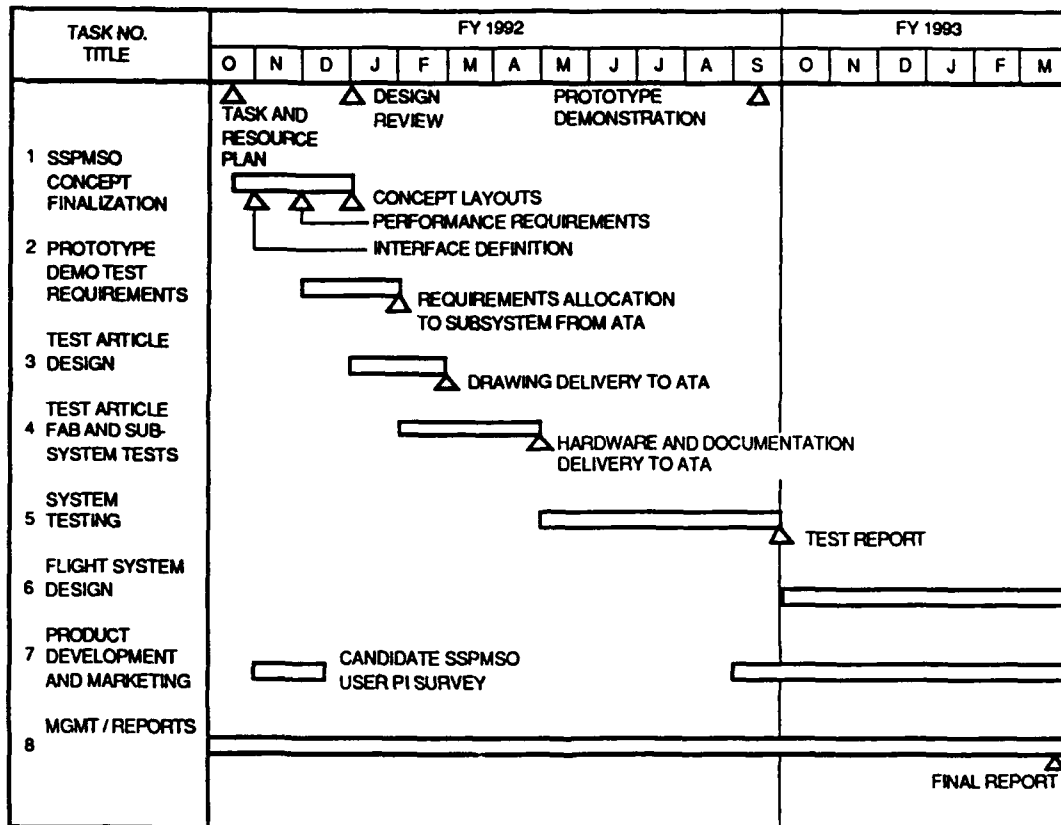 TASK NO.
TITLE
FY 1992
FY 1993
O N D J F M A M J J A S O N D J F M
TASK AND
RESOURCE
PLAN
DESIGN
REVIEW
PROTOTYPE
DEMONSTRATION
1 SSPMSO
CONCEPT
FINALIZATION
CONCEPT LAYOUTS
PERFORMANCE REQUIREMENTS
INTERFACE DEFINITION
2 PROTOTYPE
DEMO TEST
REQUIREMENTS
REQUIREMENTS ALLOCATION
TO SUBSYSTEM FROM ATA
TEST ARTICLE
3 DESIGN
DRAWING DELIVERY TO ATA
TEST ARTICLE
4 FAB AND SUB-
SYSTEM TESTS
HARDWARE AND DOCUMENTATION
DELIVERY TO ATA
SYSTEM
5 TESTING
TEST REPORT
FLIGHT SYSTEM
6 DESIGN
PRODUCT
7 DEVELOPMENT
AND MARKETING
CANDIDATE SSPMSO
USER PI SURVEY
MGMT / REPORTS
8
FINAL REPORT